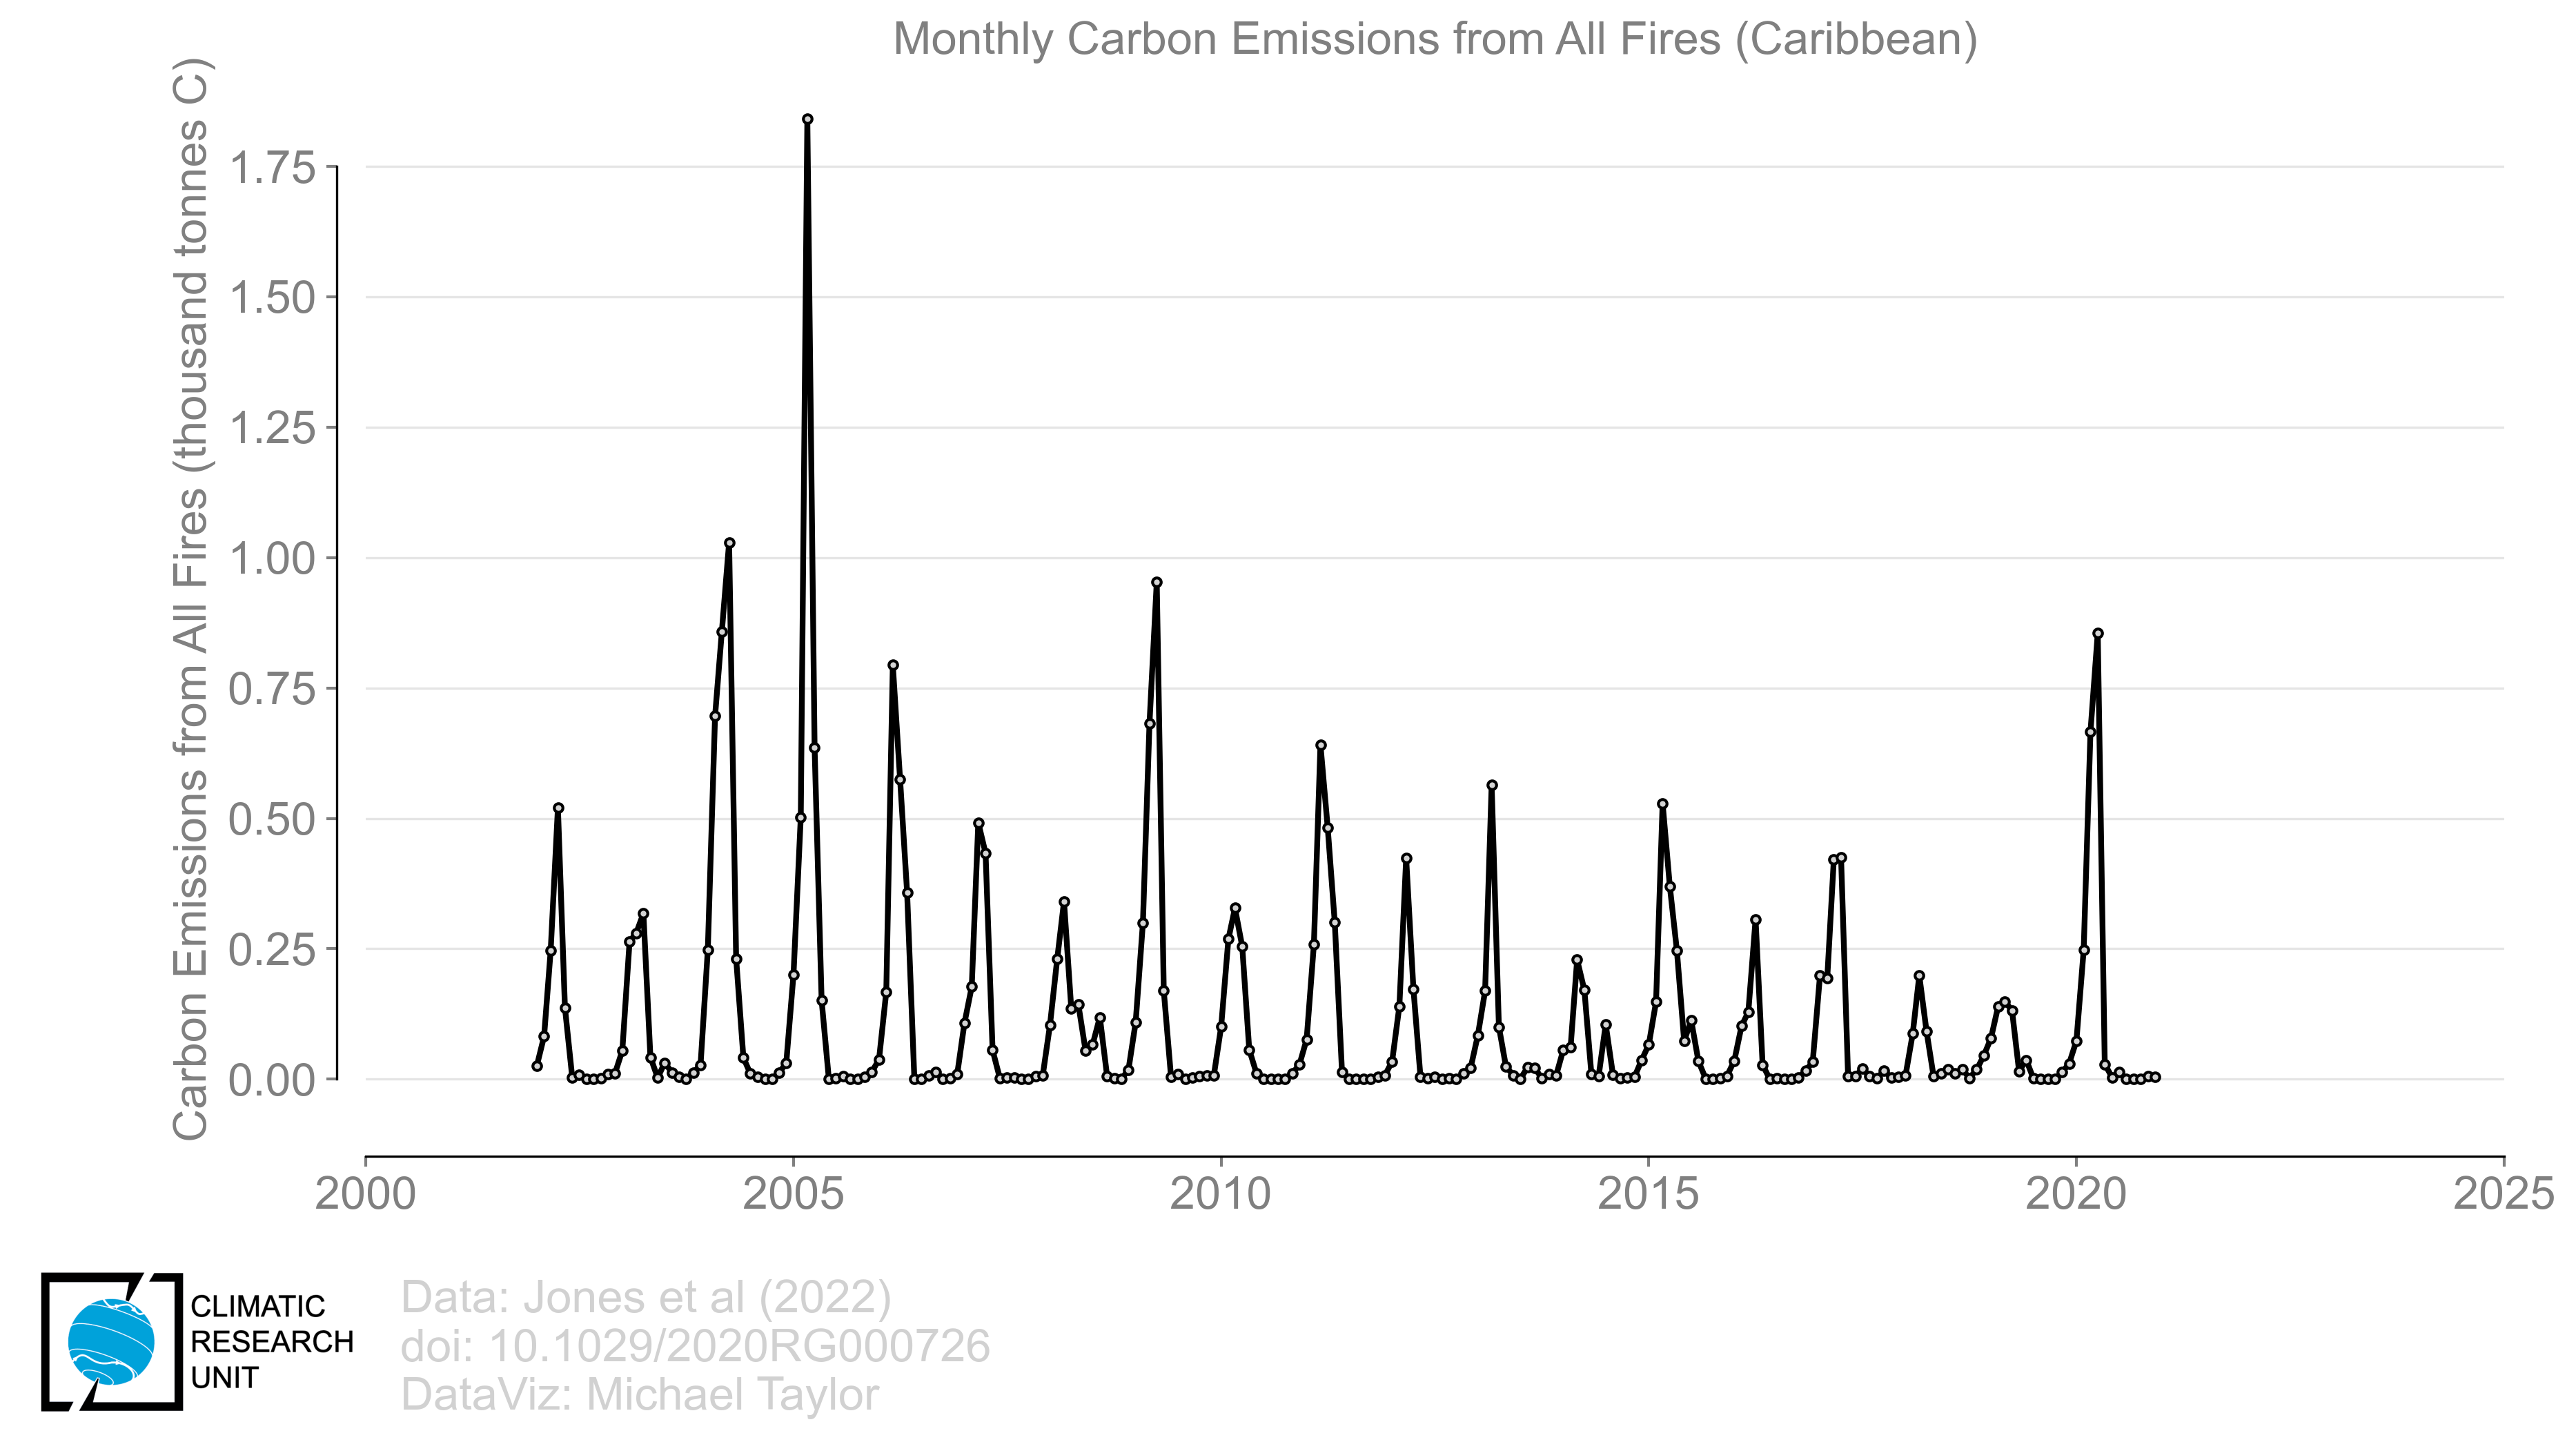 Monthly Carbon Emissions from All Fires (Caribbean)
Carbon Emissions from All Fires (thousand tonnes C)
1.75
1.50
1.25
1.00
0.75
0.50
0.25
0.00
2000 2005 2010 2015 2020 2025
CLIMATIC
RESEARCH
UNIT
Data: Jones et al (2022)
doi: 10.1029/2020RG000726
DataViz: Michael Taylor